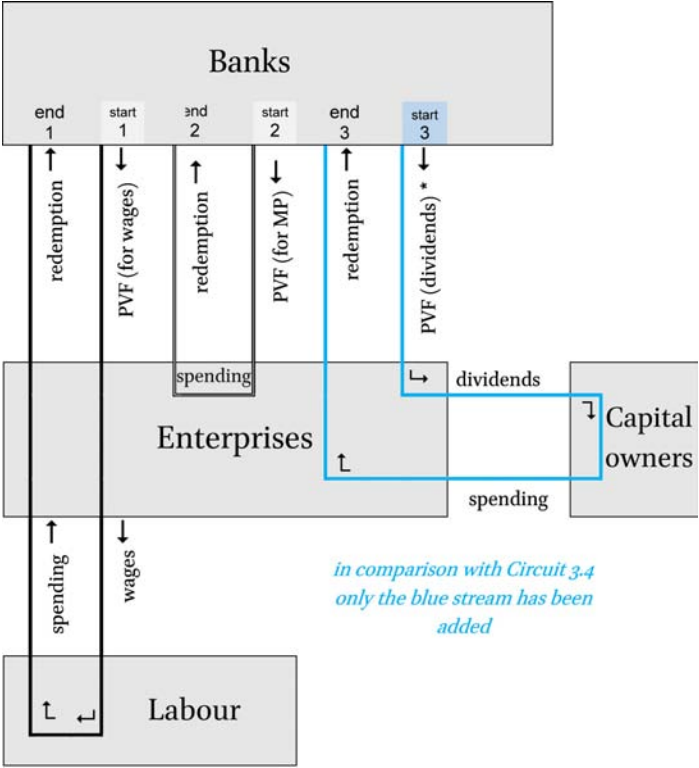 Banks
end start end start end start
1 1 2 2 3 3
redemption
PVF (for wages)
redemption
PVF (for MP)
redemption
PVF (dividends) *
spending
dividends
Enterprises
Capital
owners
spending
spending
wages
in comparison with Circuit 3.4
only the blue stream has been
added
Labour